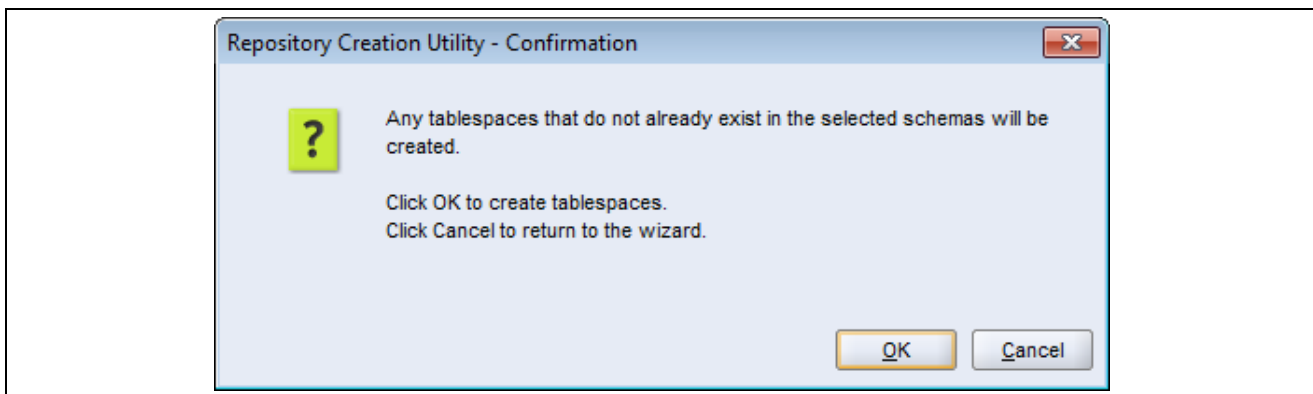 Repository Creation Utility - Confirmation
?
Any tablespaces that do not already exist in the selected schemas will be
created.
Click OK to create tablespaces.
Click Cancel to return to the wizard.
OK
Cancel